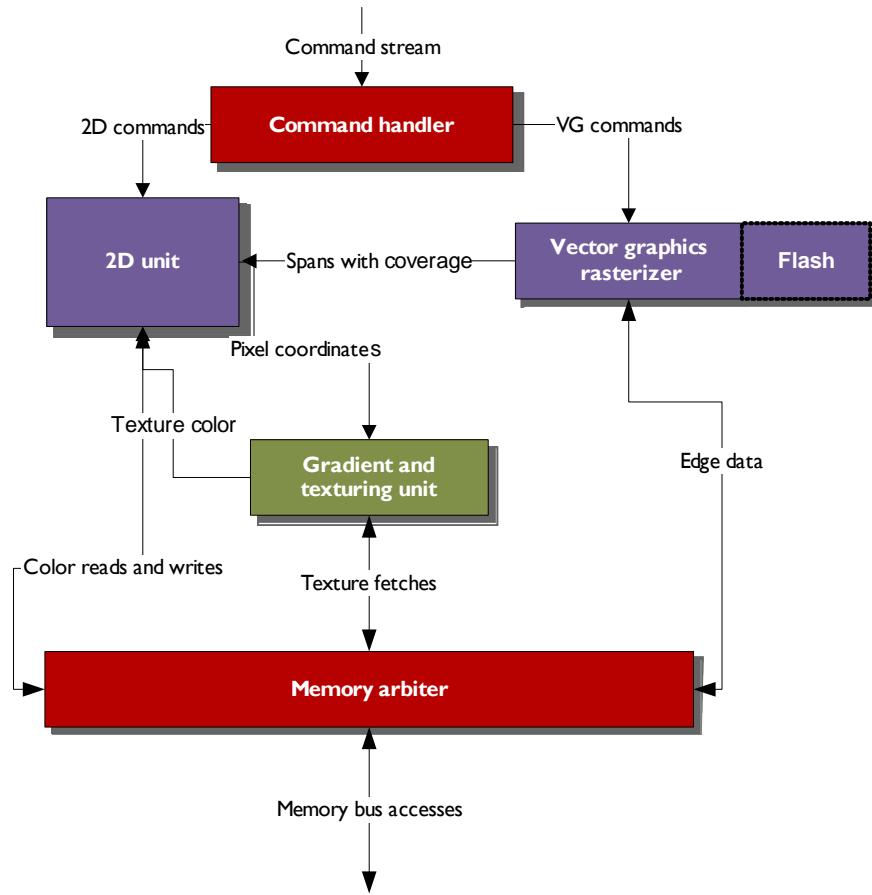 Command stream
Command handler
2D commands
VG commands
2D unit
Spans with coverage
Vector graphics
rasterizer
Flash
Pixel coordinates
Texture color
Gradient and
texturing unit
Edge data
Color reads and writes
Texture fetches
Memory arbiter
Memory bus accesses